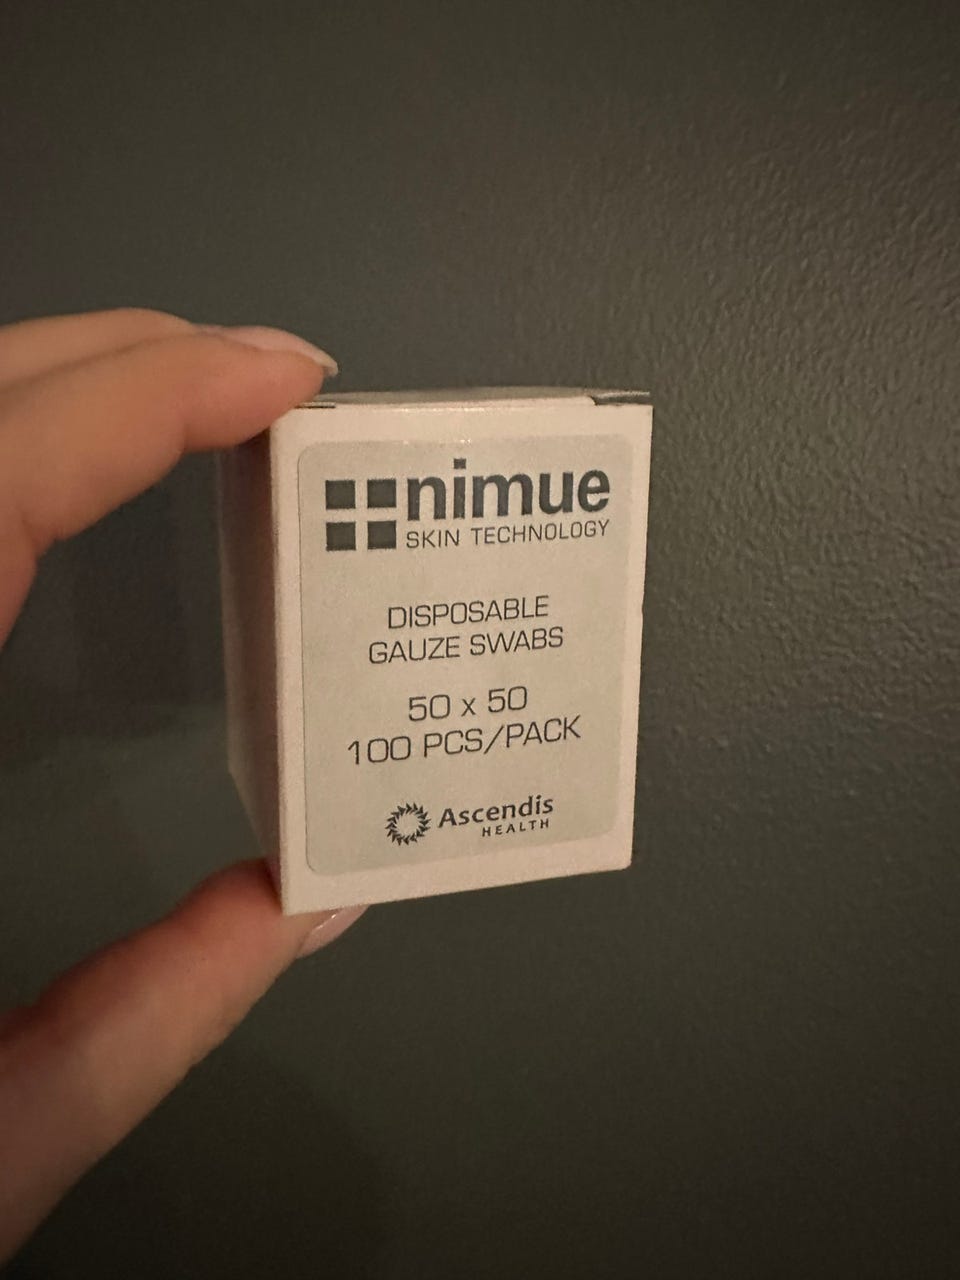 nimue
SKIN TECHNOLOGY
DISPOSABLE
GAUZE SWABS
50 x 50
100 PCS/PACK
Ascendis
HEALTH